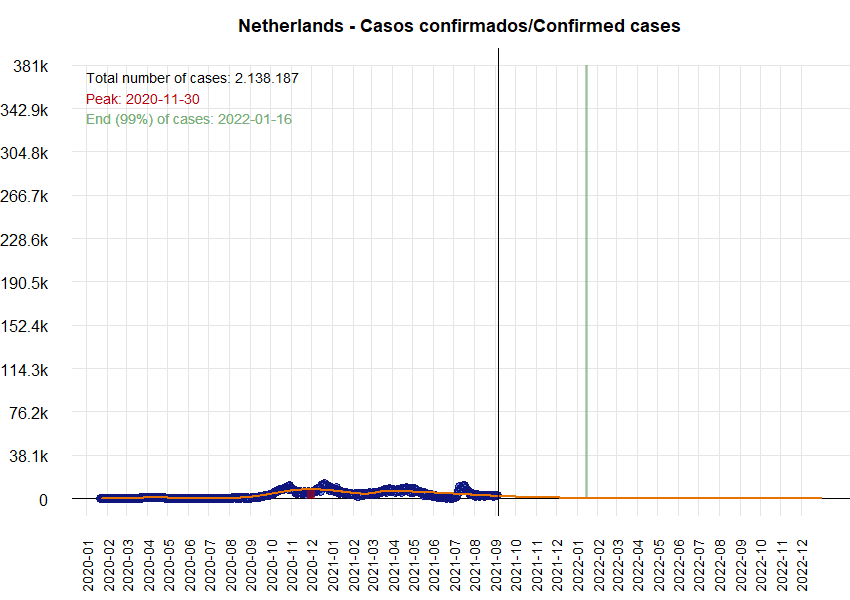 Netherlands - Casos confirmados/Confirmed cases
Total number of cases: 2.138.187
Peak: 2020-11-30
End (99%) of cases: 2022-01-16
381k
342.9k
304.8k
266.7k
228.6k
190.5k
152.4k
114.3k
76.2k
38.1k
0
2020-01
2020-02
2020-03
2020-04
2020-05
2020-06
2020-07
2020-08
2020-09
2020-10
2020-11
2020-12
2021-01
2021-02
2021-03
2021-04
2021-05
2021-06
2021-07
2021-08
2021-09
2021-10
2021-11
2021-12
2022-01
2022-02
2022-03
2022-04
2022-05
2022-06
2022-07
2022-08
2022-09
2022-10
2022-11
2022-12